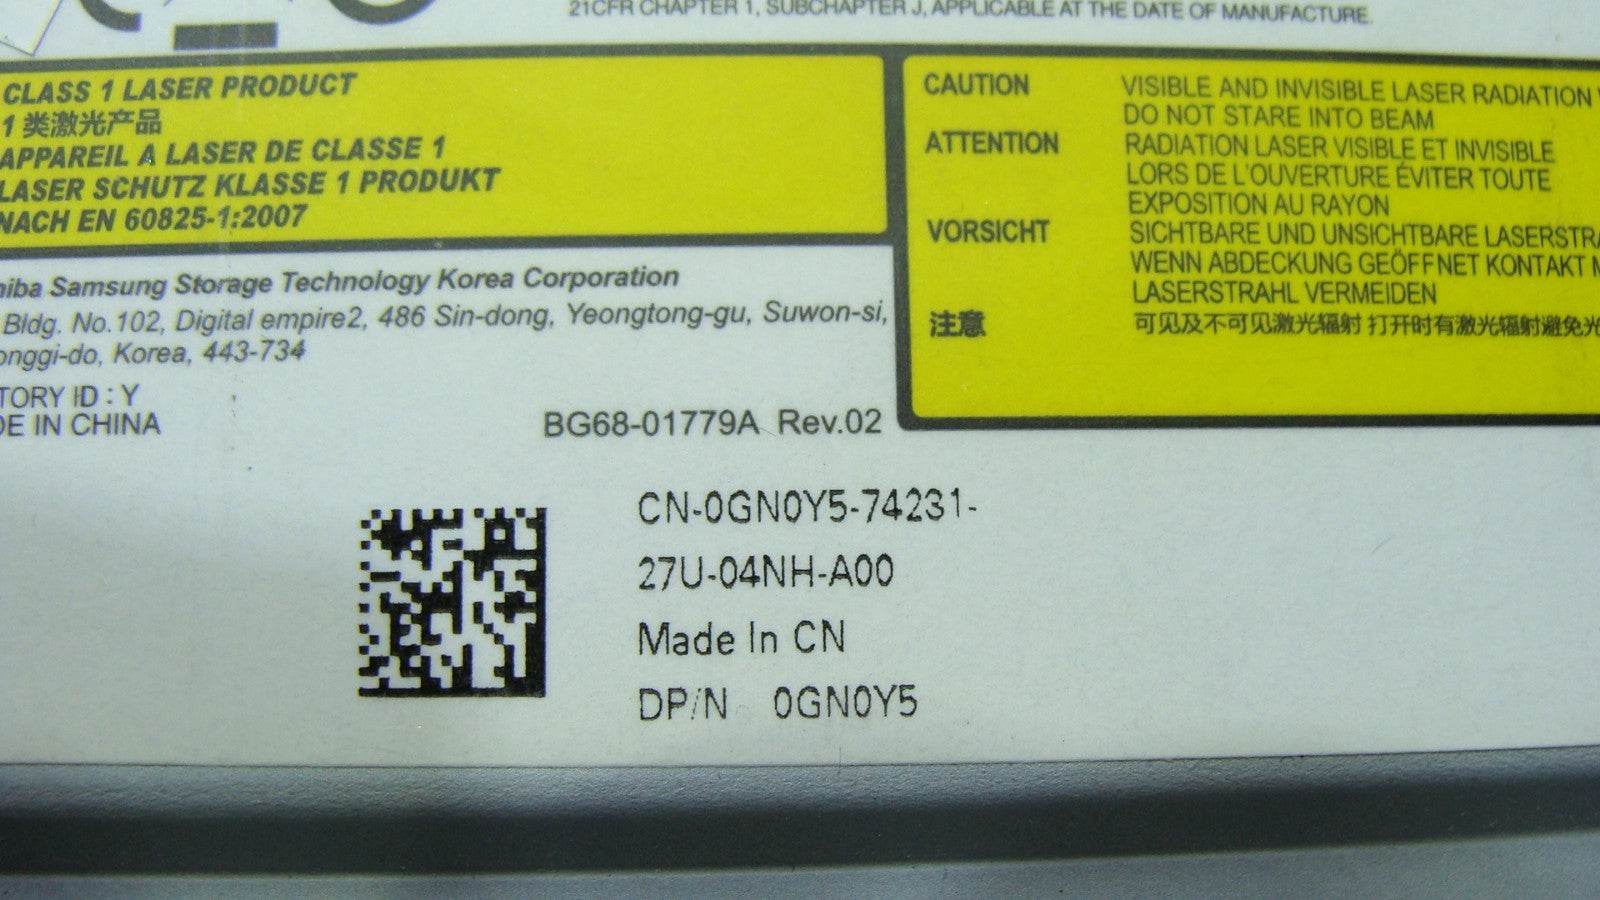 21CFR CHAPTER 1, SUBCHAPTER J, APPLICABLE AT THE DATE OF MANUFACTURE.
CLASS 1 LASER PRODUCT
1 类激光产品
APPAREIL A LASER DE CLASSE 1
LASER SCHUTZ KLASSE 1 PRODUKT
NACH EN 60825-1:2007
CAUTION VISIBLE AND INVISIBLE LASER RADIATION
DO NOT STARE INTO BEAM
ATTENTION RADIATION LASER VISIBLE ET INVISIBLE
LORS DE L'OUVERTURE ÉVITER TOUTE
EXPOSITION AU RAYON
VORSICHT SICHTBARE UND UNSICHTBARE LASERSTRA
WENN ABDECKUNG GEÖFFNET KONTAKT M
LASERSTRAHL VERMEIDEN
注意 可见及不可见激光辐射 打开时有激光辐射避免光
hiba Samsung Storage Technology Korea Corporation
Bldg. No.102, Digital empire2, 486 Sin-dong, Yeongtong-gu, Suwon-si,
onggi-do, Korea, 443-734
TORY ID : Y
DE IN CHINA
BG68-01779A Rev.02
CN-0GN0Y5-74231-
27U-04NH-A00
Made In CN
DP/N 0GN0Y5